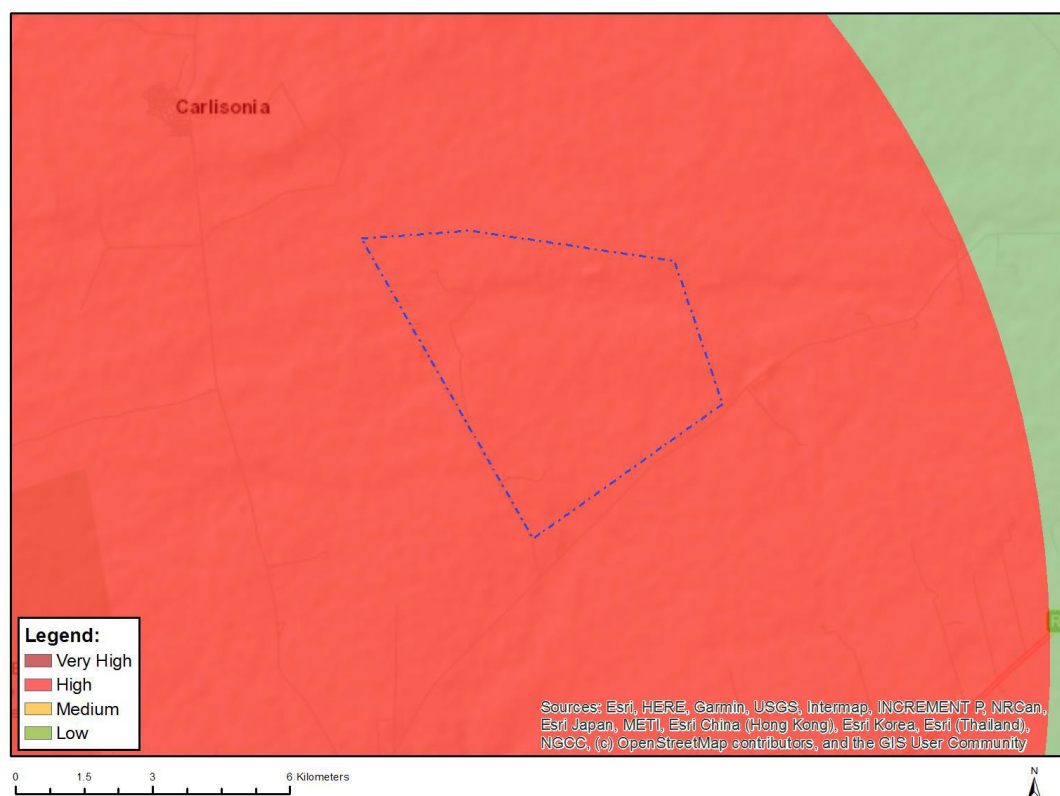 Carlisonia
R
Legend:
Very High
High
Medium
Low
Sources: Esri, HERE, Garmin, USGS, Intermap, INCREMENT P, NRCan,
Esri Japan, METI, Esri China (Hong Kong), Esri Korea, Esri (Thailand),
NGCC, (c) OpenStreetMap contributors, and the GIS User Community
0 1.5 3 6 Kilometers
N